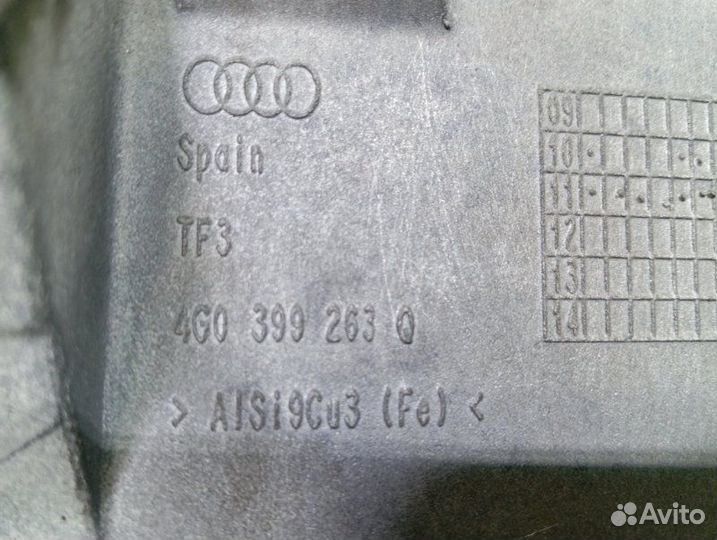 Spain
TF3
4G0 399 263 Q
> AlSi9Cu3 (Fe) <
09
10
11
12
13
14
Avito